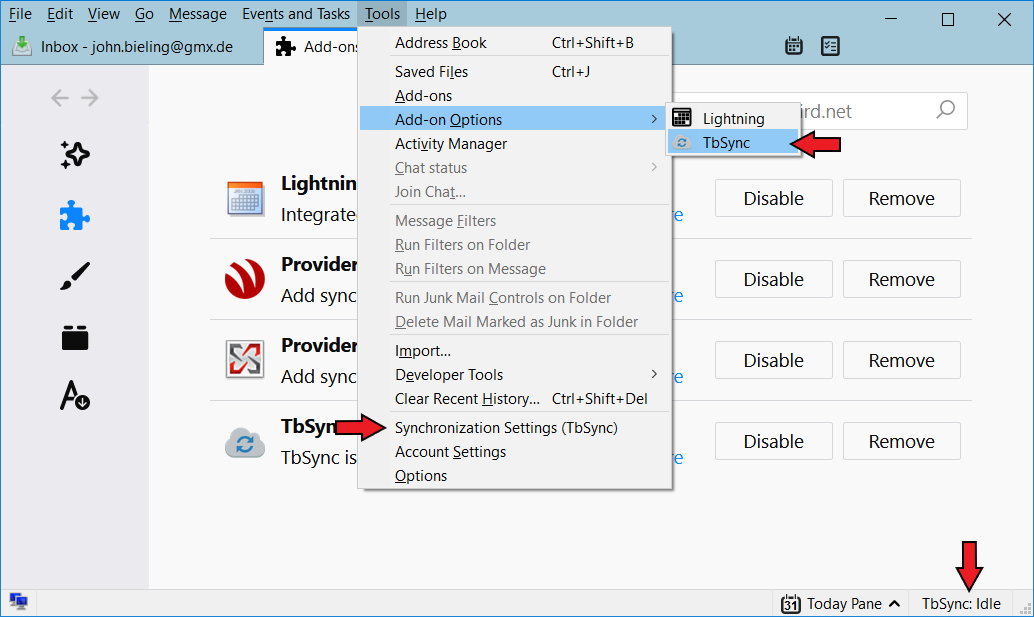 File Edit View Go Message Events and Tasks Tools Help
Inbox - john.bieling@gmx.de
Add-ons
Address Book Ctrl+Shift+B
Saved Files Ctrl+J
Add-ons
Add-on Options
Activity Manager
Chat status
Join Chat...
Message Filters
Run Filters on Folder
Run Filters on Message
Run Junk Mail Controls on Folder
Delete Mail Marked as Junk in Folder
Import...
Developer Tools
Clear Recent History... Ctrl+Shift+Del
Synchronization Settings (TbSync)
Account Settings
Options
Lightning
TbSync
ird.net
Lightnin
Integrate
re
Disable Remove
Provider
Add sync
re
Disable Remove
Provider
Add sync
re
Disable Remove
TbSyn
TbSync is
re
Disable Remove
31 Today Pane TbSync: Idle